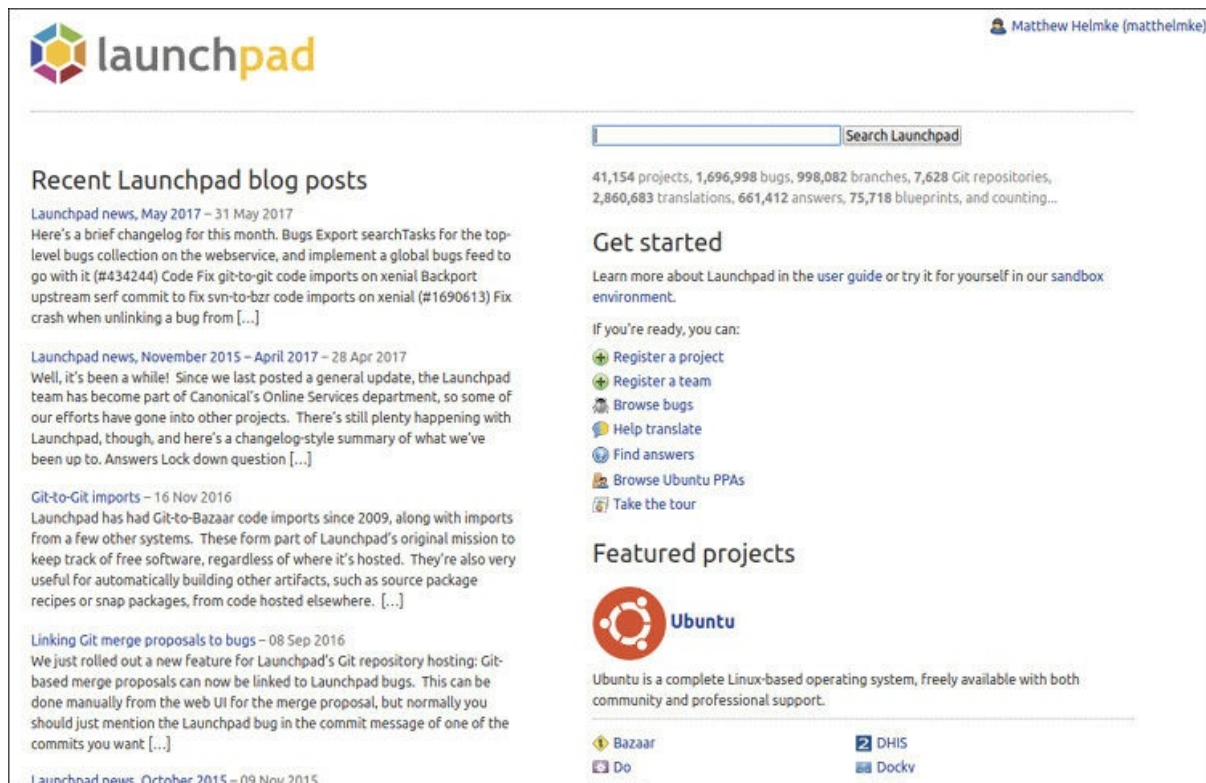 Matthew Helmke (matthelmke)
launchpad
Search Launchpad
Recent Launchpad blog posts
Launchpad news, May 2017 – 31 May 2017
Here's a brief changelog for this month. Bugs Export searchTasks for the top-
level bugs collection on the webservice, and implement a global bugs feed to
go with it (#434244) Code Fix git-to-git code imports on xenial Backport
upstream serf commit to fix svn-to-bzr code imports on xenial (#1690613) Fix
crash when unlinking a bug from […]
Launchpad news, November 2015 – April 2017 – 28 Apr 2017
Well, it's been a while! Since we last posted a general update, the Launchpad
team has become part of Canonical's Online Services department, so some of
our efforts have gone into other projects. There's still plenty happening with
Launchpad, though, and here's a changelog-style summary of what we've
been up to. Answers Lock down question […]
Git-to-Git imports – 16 Nov 2016
Launchpad has had Git-to-Bazaar code imports since 2009, along with imports
from a few other systems. These form part of Launchpad's original mission to
keep track of free software, regardless of where it's hosted. They're also very
useful for automatically building other artifacts, such as source package
recipes or snap packages, from code hosted elsewhere. […]
Linking Git merge proposals to bugs – 08 Sep 2016
We just rolled out a new feature for Launchpad's Git repository hosting: Git-
based merge proposals can now be linked to Launchpad bugs. This can be
done manually from the web UI for the merge proposal, but normally you
should just mention the Launchpad bug in the commit message of one of the
commits you want […]
Launchpad news, October 2015 – 09 Nov 2015
41,154 projects, 1,696,998 bugs, 998,082 branches, 7,628 Git repositories,
2,860,683 translations, 661,412 answers, 75,718 blueprints, and counting...
Get started
Learn more about Launchpad in the user guide or try it for yourself in our sandbox
environment.
If you're ready, you can:
Register a project
Register a team
Browse bugs
Help translate
Find answers
Browse Ubuntu PPAs
Take the tour
Featured projects
Ubuntu
Ubuntu is a complete Linux-based operating system, freely available with both
community and professional support.
Bazaar
DHIS
Do
Docky